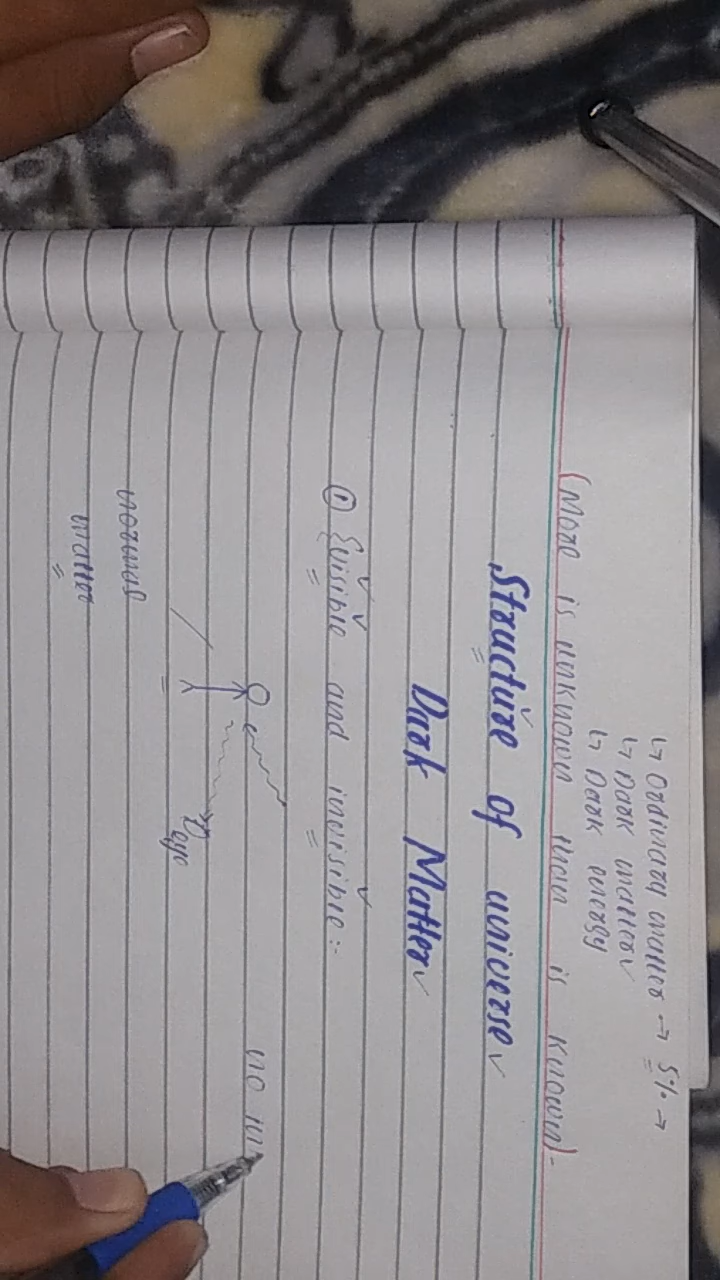 ↳ Ordinary matter → 5% →
↳ Dark matter ✓
↳ Dark energy
(More is unknown than is known)-
Structure of universe ✓
Dark Matter ✓
① {visible and invisible :-
no
eye
normal
matter